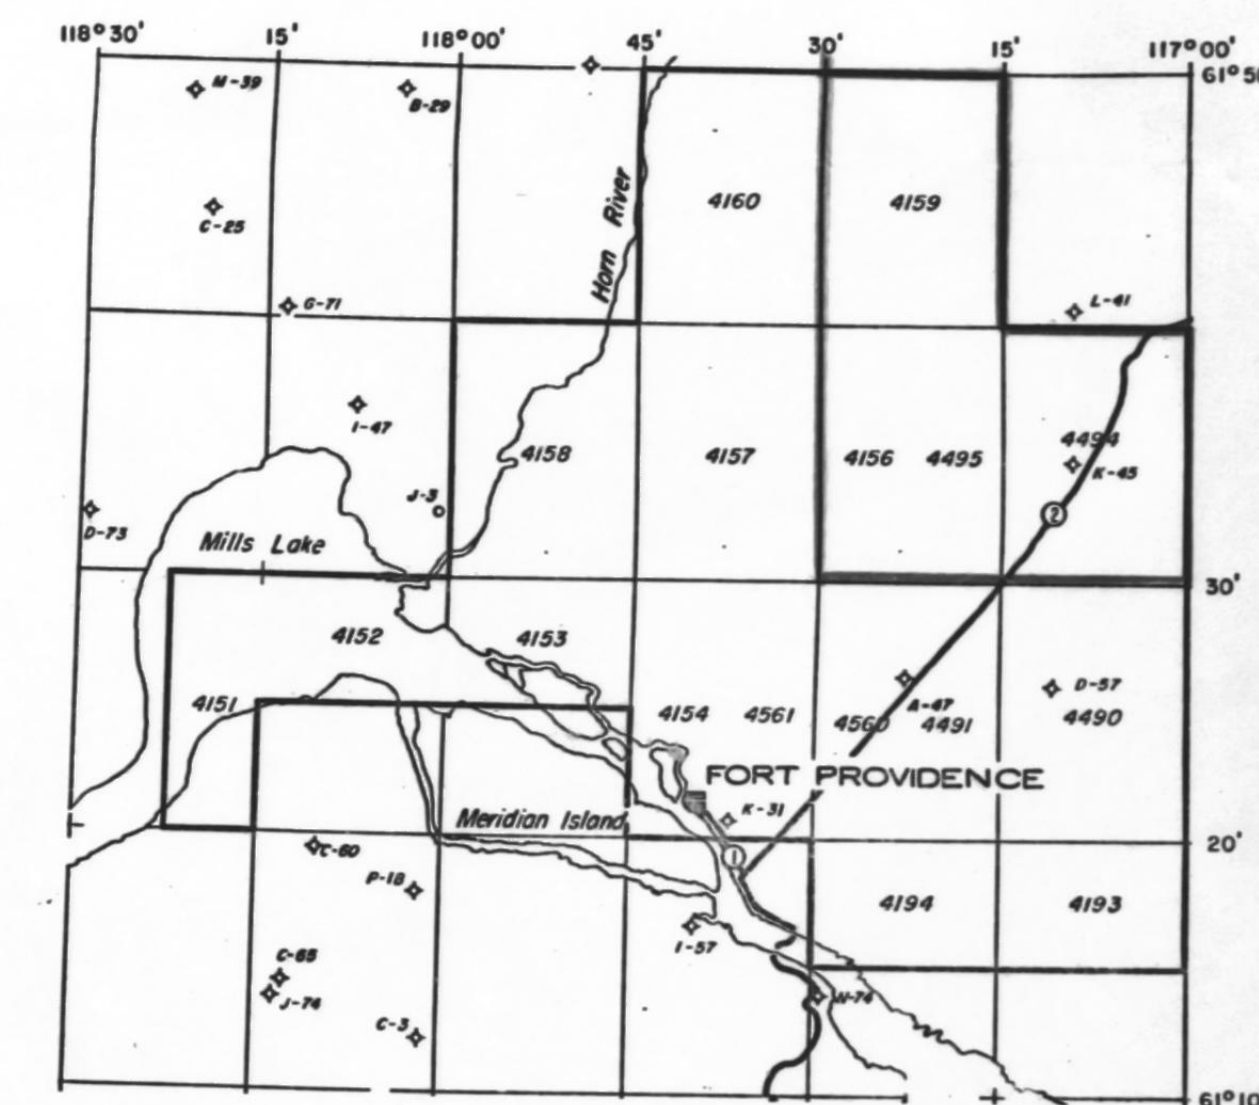 118°30' 15' 118°00' 45' 30' 15' 117°00'
61°50
M-39
B-29
C-25
G-71
Horn River
4160 4159
L-41
I-47
4158 4157 4156 4495 4494
K-45
J-3
D-73
2
Mills Lake
30'
4152 4153
4151 4154 4561 4560 4491 4490
A-47
D-57
FORT PROVIDENCE
K-31
Meridian Island
1
20'
C-60
P-18
4194 4193
I-57
C-65
J-74
N-74
C-3
61°10